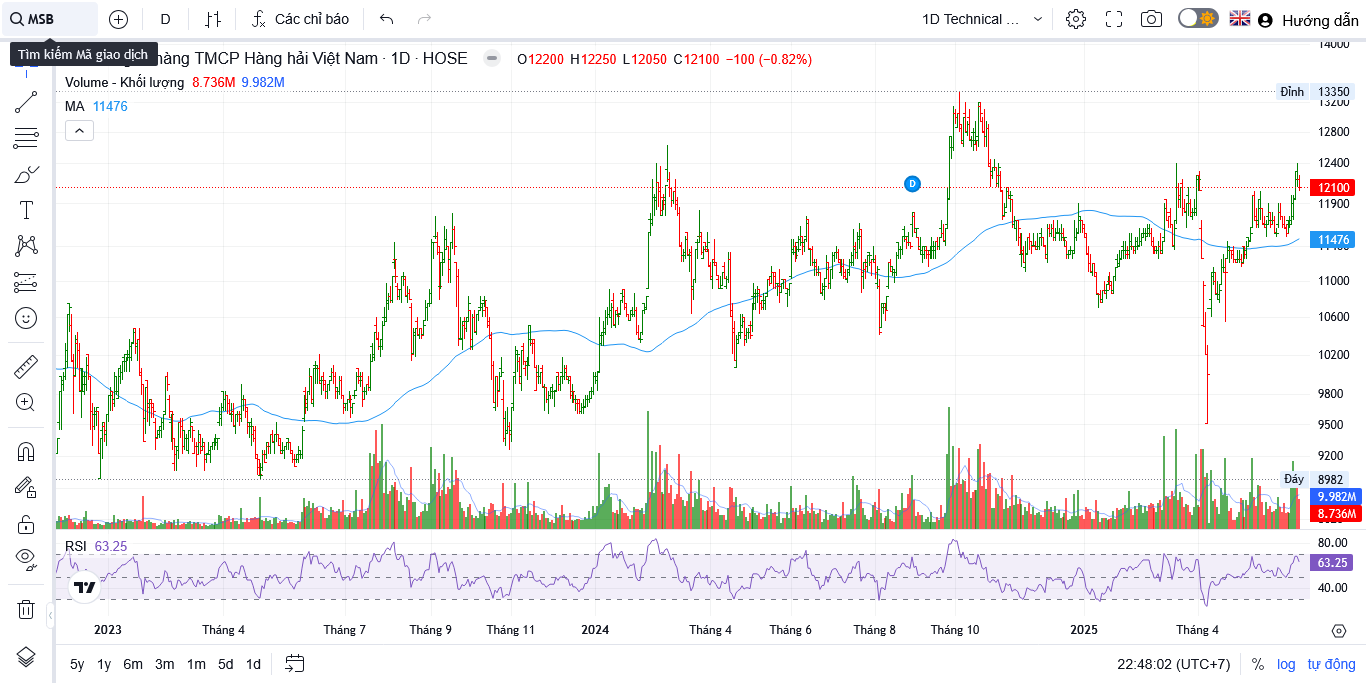 MSB
D
Các chỉ báo
1D Technical ...
Hướng dẫn
Tìm kiếm Mã giao dịch
hàng TMCP Hàng hải Việt Nam · 1D · HOSE
O12200 H12250 L12050 C12100 −100 (−0.82%)
Volume - Khối lượng 8.736M 9.982M
MA 11476
14000
Đỉnh 13350
13200
12800
12400
12100
11900
11476
11000
10600
10200
9800
9500
9200
Đáy 8982
9.982M
8.736M
D
RSI 63.25
80.00
63.25
40.00
2023 Tháng 4 Tháng 7 Tháng 9 Tháng 11 2024 Tháng 4 Tháng 6 Tháng 8 Tháng 10 2025 Tháng 4
5y 1y 6m 3m 1m 5d 1d
22:48:02 (UTC+7) % log tự động